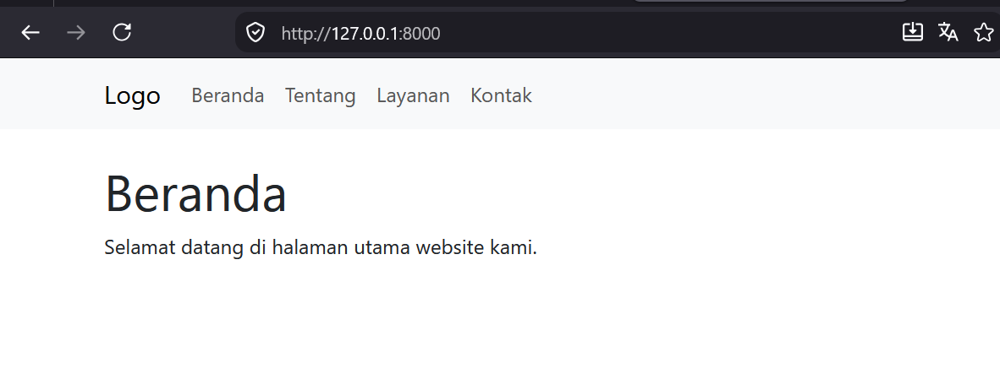 http://127.0.0.1:8000
Logo Beranda Tentang Layanan Kontak
Beranda
Selamat datang di halaman utama website kami.